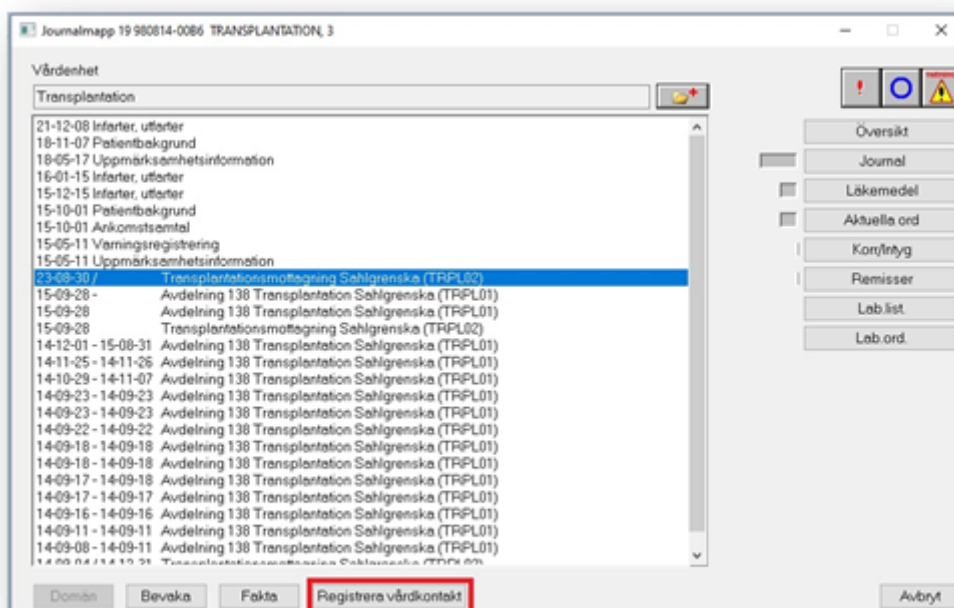 Journalmapp 19 980814-00B6 TRANSPLANTATION, 3
Vårdenhet
Transplantation
21-12-08 Infarter, utfarter
18-11-07 Patientbakgrund
18-05-17 Uppmärksamhetsinformation
16-01-15 Infarter, utfarter
15-12-15 Infarter, utfarter
15-10-01 Patientbakgrund
15-10-01 Ankomstsamtal
15-05-11 Varningsregistrering
15-05-11 Uppmärksamhetsinformation
23-08-30 / Transplantationsmottagning Sahlgrenska (TRPL02)
15-09-28 - Avdelning 138 Transplantation Sahlgrenska (TRPL01)
15-09-28 Avdelning 138 Transplantation Sahlgrenska (TRPL01)
15-09-28 Transplantationsmottagning Sahlgrenska (TRPL02)
14-12-01 - 15-08-31 Avdelning 138 Transplantation Sahlgrenska (TRPL01)
14-11-25 - 14-11-26 Avdelning 138 Transplantation Sahlgrenska (TRPL01)
14-10-29 - 14-11-07 Avdelning 138 Transplantation Sahlgrenska (TRPL01)
14-09-23 - 14-09-23 Avdelning 138 Transplantation Sahlgrenska (TRPL01)
14-09-23 - 14-09-23 Avdelning 138 Transplantation Sahlgrenska (TRPL01)
14-09-22 - 14-09-22 Avdelning 138 Transplantation Sahlgrenska (TRPL01)
14-09-18 - 14-09-18 Avdelning 138 Transplantation Sahlgrenska (TRPL01)
14-09-18 - 14-09-18 Avdelning 138 Transplantation Sahlgrenska (TRPL01)
14-09-17 - 14-09-18 Avdelning 138 Transplantation Sahlgrenska (TRPL01)
14-09-17 - 14-09-17 Avdelning 138 Transplantation Sahlgrenska (TRPL01)
14-09-16 - 14-09-16 Avdelning 138 Transplantation Sahlgrenska (TRPL01)
14-09-11 - 14-09-11 Avdelning 138 Transplantation Sahlgrenska (TRPL01)
14-09-08 - 14-09-11 Avdelning 138 Transplantation Sahlgrenska (TRPL01)
Översikt
Journal
Läkemedel
Aktuella ord
Korr/Intyg
Remisser
Lab.list.
Lab.ord.
Domän
Bevaka
Fakta
Registrera vårdkontakt
Avbryt